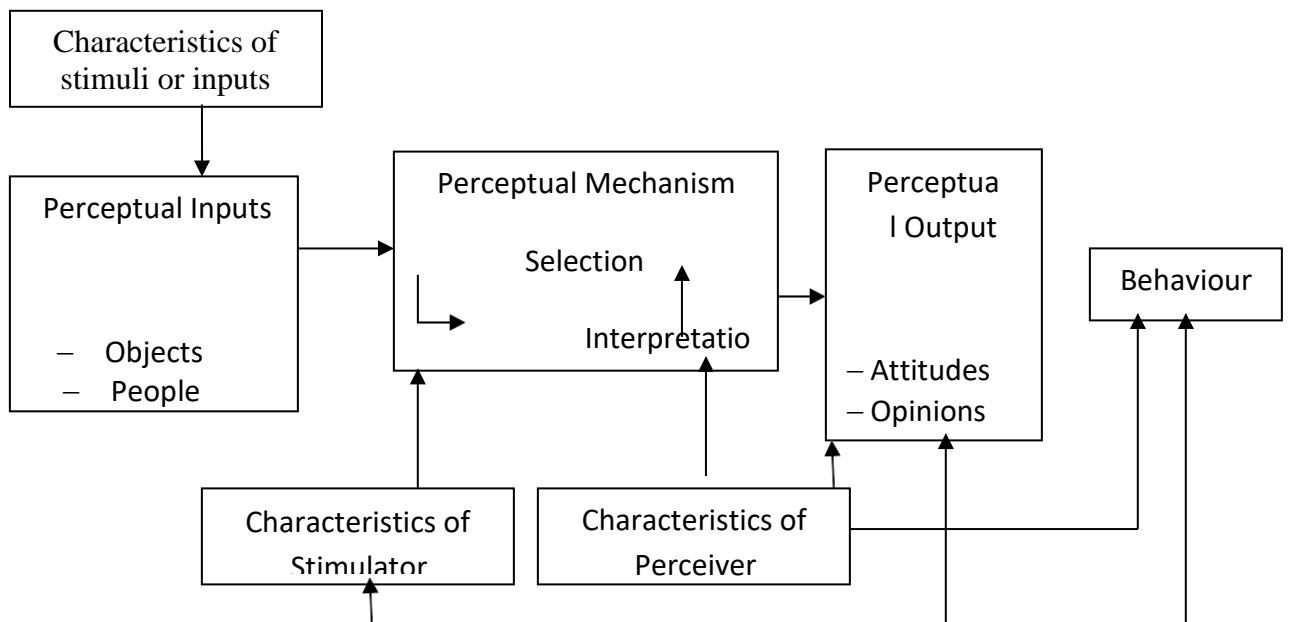 Characteristics of
stimuli or inputs
Perceptual Inputs
– Objects
– People
Perceptual Mechanism
Selection
Interpretatio
Perceptua
l Output
– Attitudes
– Opinions
Behaviour
Characteristics of
Stimulator
Characteristics of
Perceiver